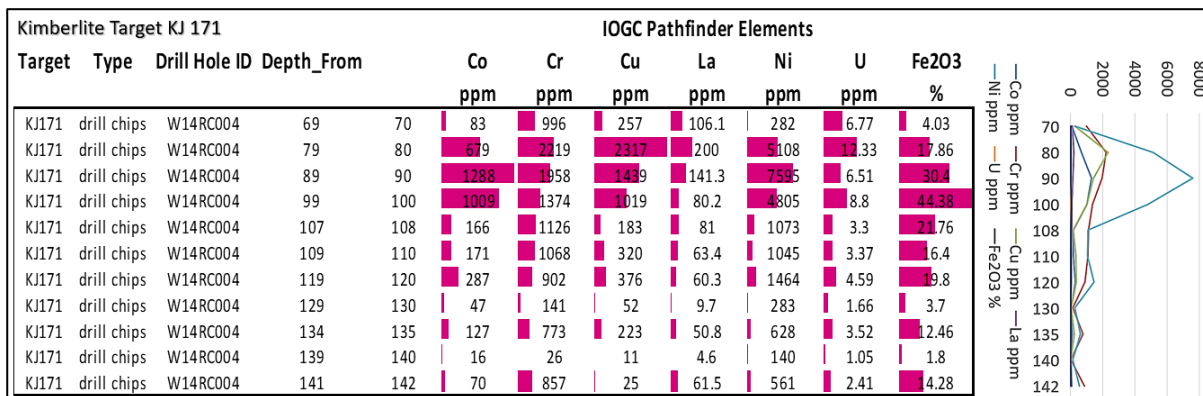 Kimberlite Target KJ 171 IOGC Pathfinder Elements
Target Type Drill Hole ID Depth_From Co Cr Cu La Ni U Fe2O3
ppm ppm ppm ppm ppm ppm %
KJ171 drill chips W14RC004 69 70 83 996 257 106.1 282 6.77 4.03
KJ171 drill chips W14RC004 79 80 679 2219 2317 200 5108 12.33 17.86
KJ171 drill chips W14RC004 89 90 1288 1958 1439 141.3 7595 6.51 30.4
KJ171 drill chips W14RC004 99 100 1009 1374 1019 80.2 4805 8.8 44.38
KJ171 drill chips W14RC004 107 108 166 1126 183 81 1073 3.3 21.76
KJ171 drill chips W14RC004 109 110 171 1068 320 63.4 1045 3.37 16.4
KJ171 drill chips W14RC004 119 120 287 902 376 60.3 1464 4.59 19.8
KJ171 drill chips W14RC004 129 130 47 141 52 9.7 283 1.66 3.7
KJ171 drill chips W14RC004 134 135 127 773 223 50.8 628 3.52 12.46
KJ171 drill chips W14RC004 139 140 16 26 11 4.6 140 1.05 1.8
KJ171 drill chips W14RC004 141 142 70 857 25 61.5 561 2.41 14.28
Co ppm Cr ppm Cu ppm La ppm
Ni ppm U ppm Fe2O3 %
0 2000 4000 6000 8000
70
80
90
100
108
110
120
130
135
140
142